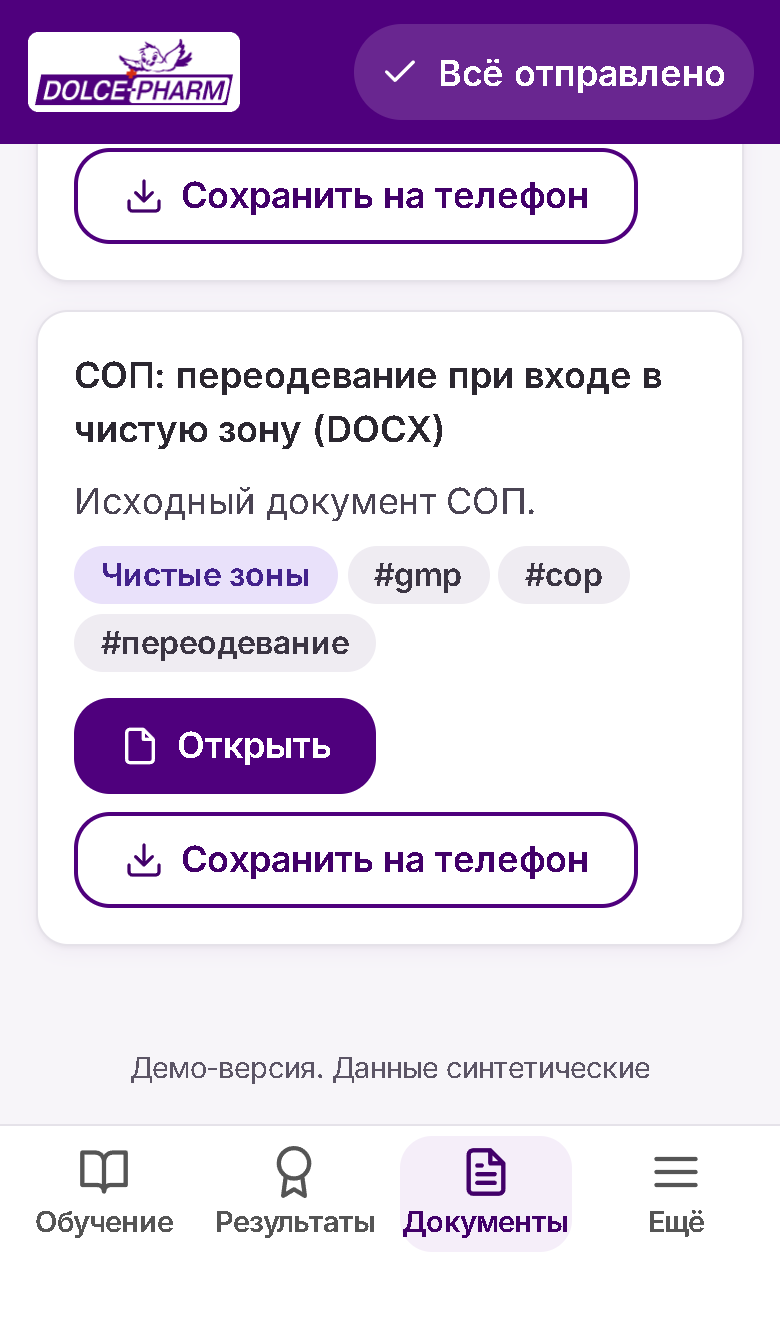 DOLCE-PHARM
Всё отправлено
Сохранить на телефон
СОП: переодевание при входе в
чистую зону (DOCX)
Исходный документ СОП.
Чистые зоны #gmp #сор
#переодевание
Открыть
Сохранить на телефон
Демо-версия. Данные синтетические
Обучение Результаты Документы Ещё